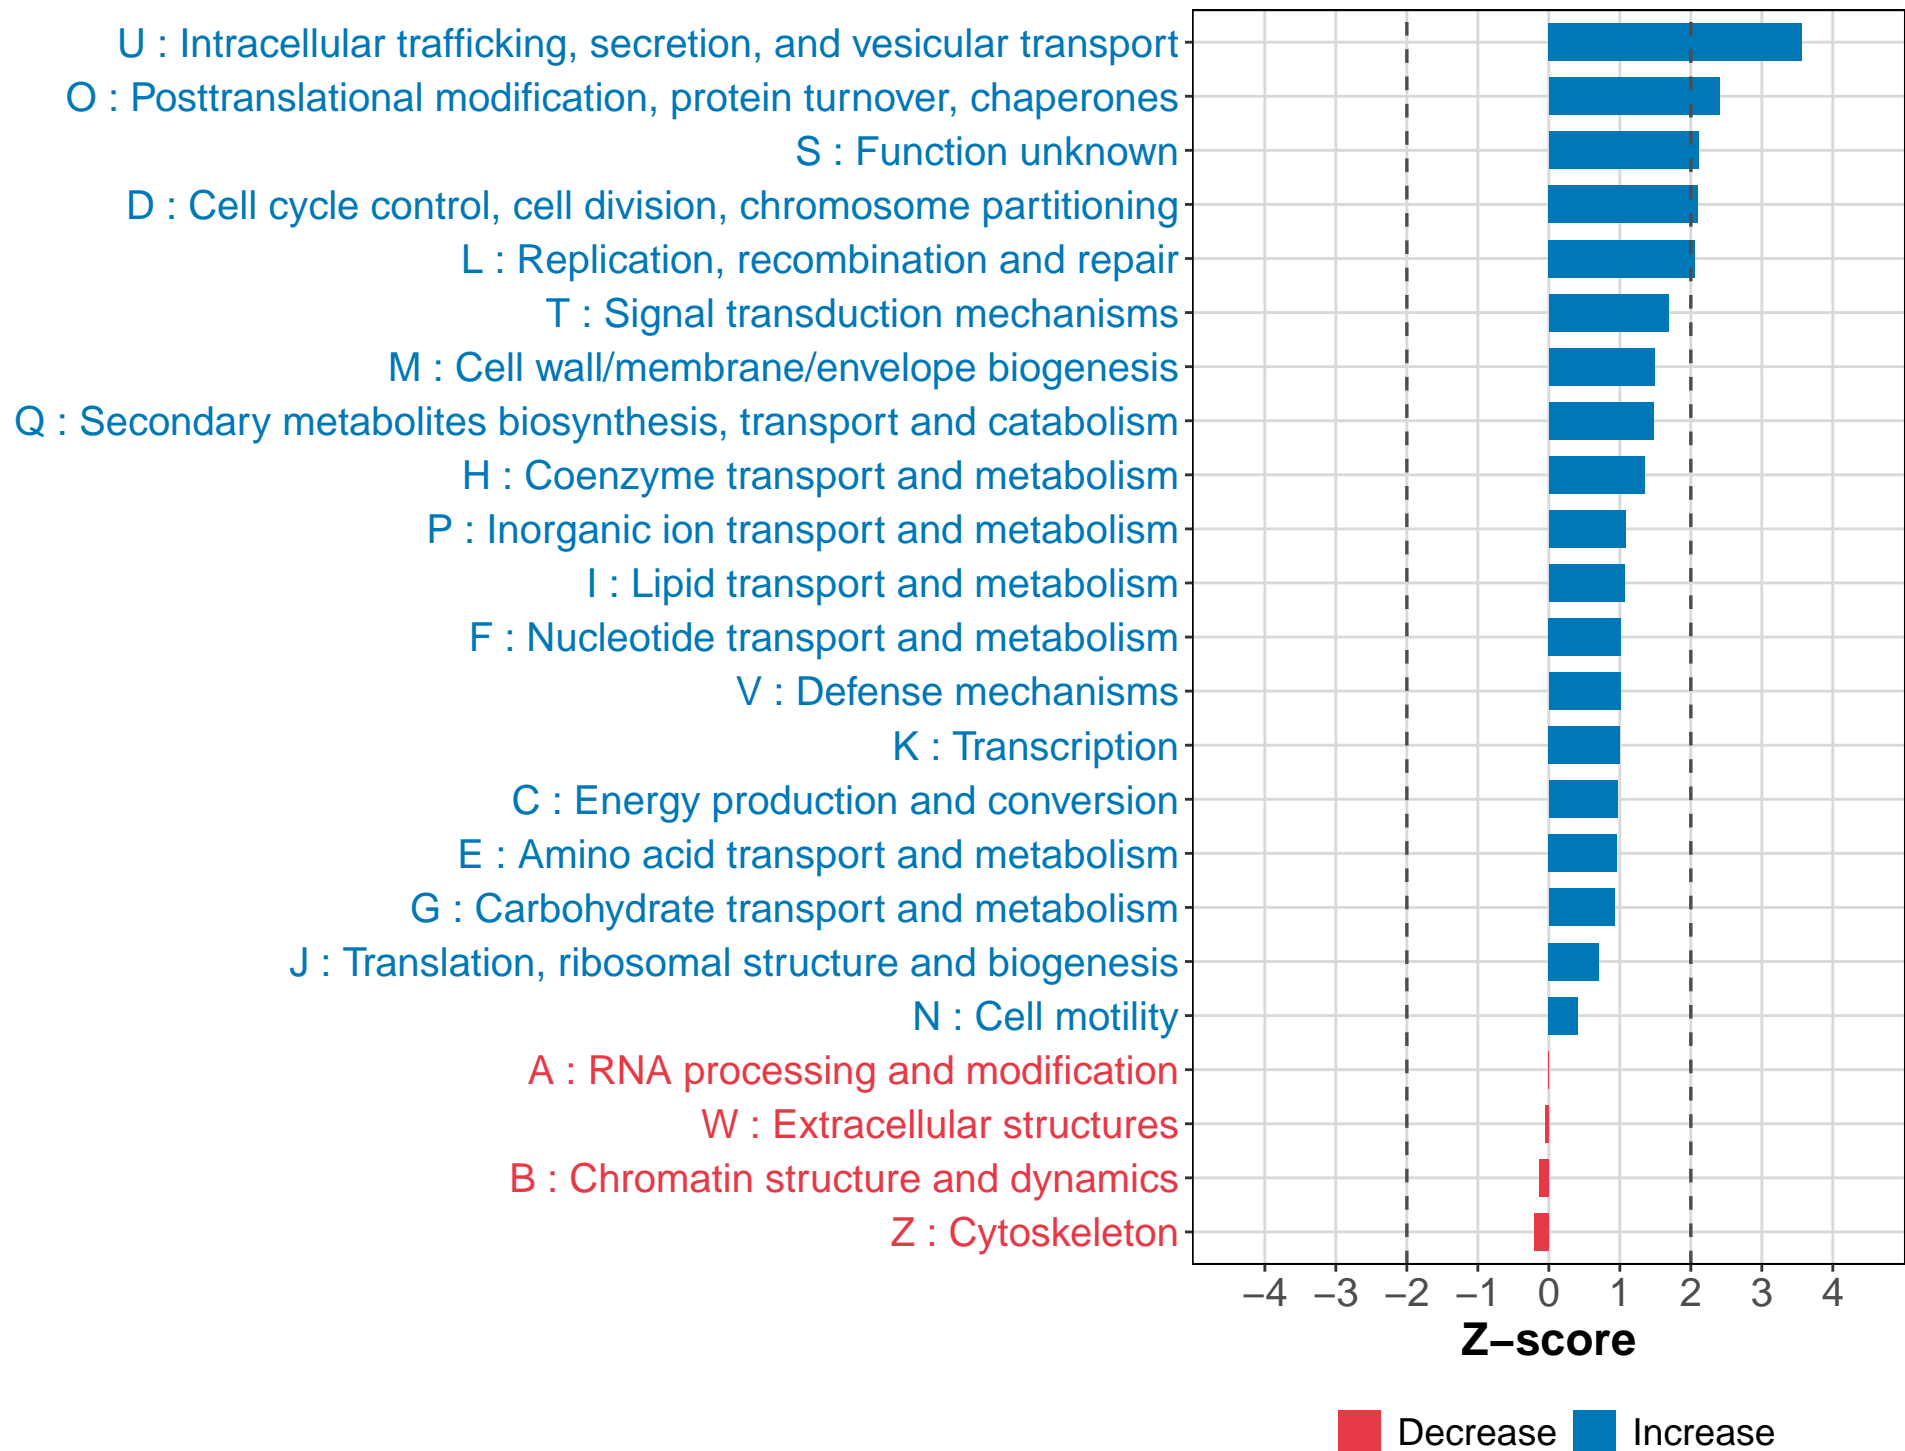 U : Intracellular trafficking, secretion, and vesicular transport
O : Posttranslational modification, protein turnover, chaperones
S : Function unknown
D : Cell cycle control, cell division, chromosome partitioning
L : Replication, recombination and repair
T : Signal transduction mechanisms
M : Cell wall/membrane/envelope biogenesis
Q : Secondary metabolites biosynthesis, transport and catabolism
H : Coenzyme transport and metabolism
P : Inorganic ion transport and metabolism
I : Lipid transport and metabolism
F : Nucleotide transport and metabolism
V : Defense mechanisms
K : Transcription
C : Energy production and conversion
E : Amino acid transport and metabolism
G : Carbohydrate transport and metabolism
J : Translation, ribosomal structure and biogenesis
N : Cell motility
A : RNA processing and modification
W : Extracellular structures
B : Chromatin structure and dynamics
Z : Cytoskeleton
−4 −3 −2 −1 0 1 2 3 4
Z−score
Decrease Increase